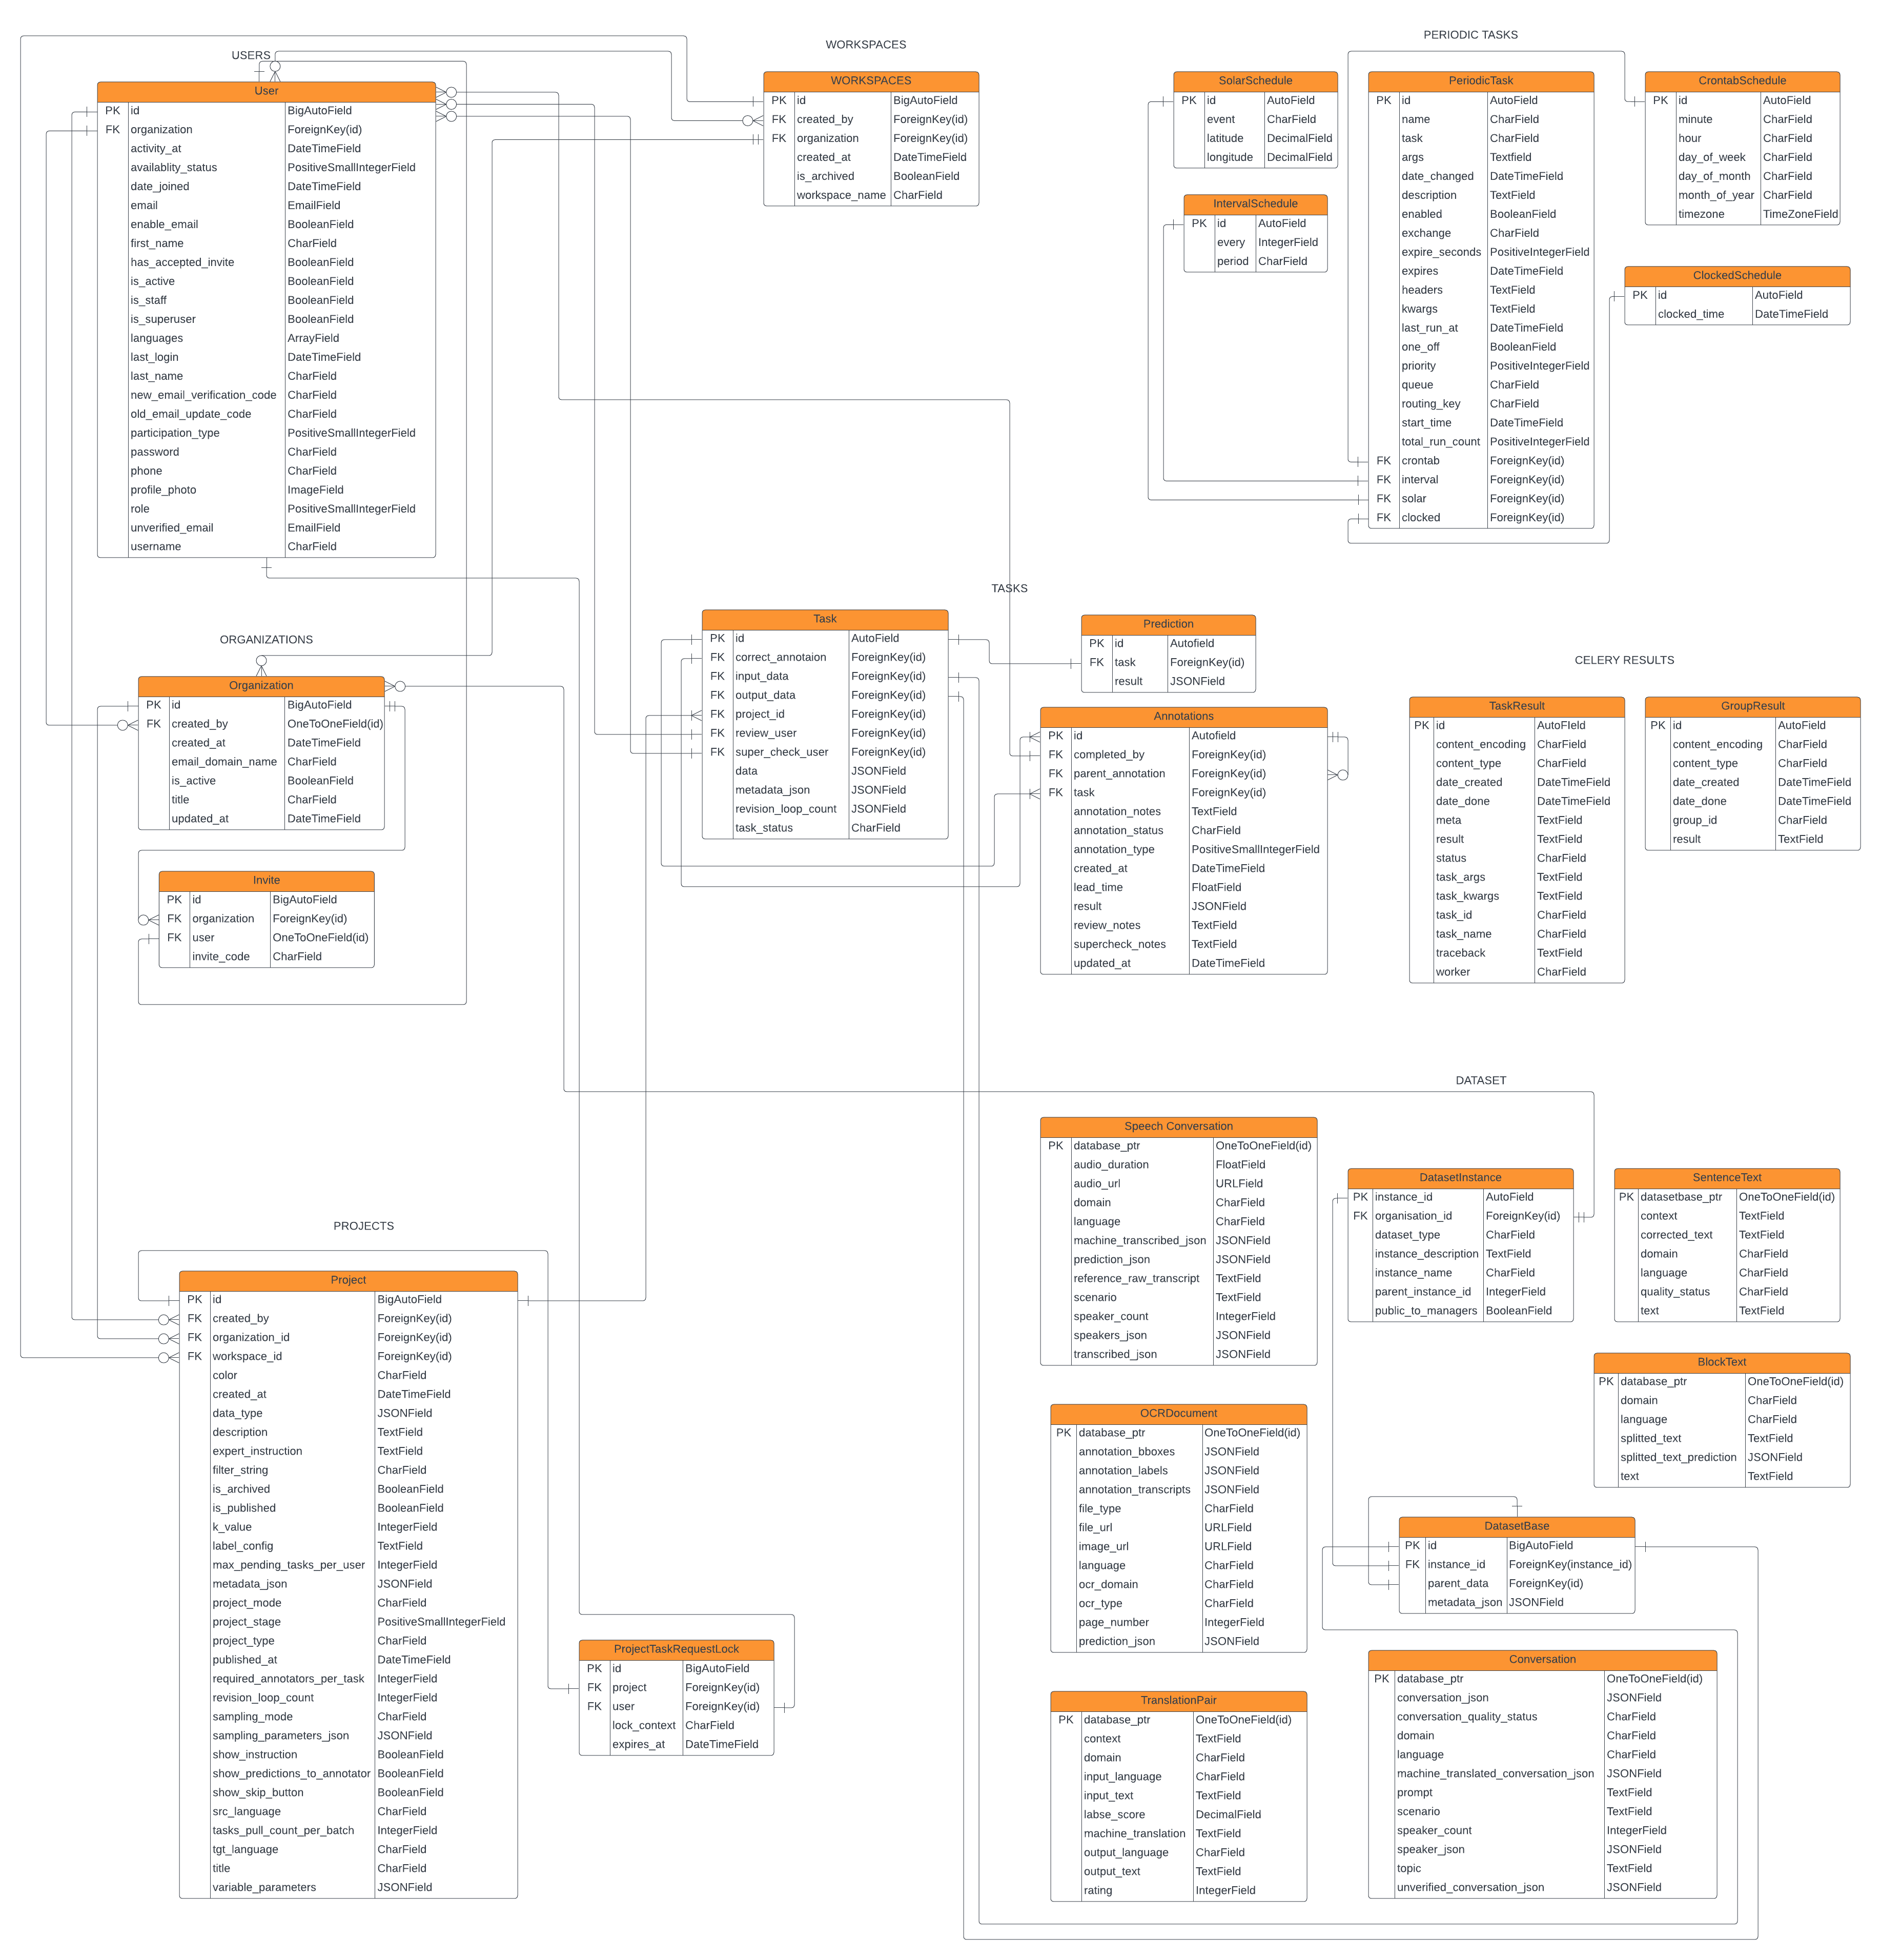 USERS
User
PK id BigAutoField
FK organization ForeignKey(id)
activity_at DateTimeField
availablity_status PositiveSmallIntegerField
date_joined DateTimeField
email EmailField
enable_email BooleanField
first_name CharField
has_accepted_invite BooleanField
is_active BooleanField
is_staff BooleanField
is_superuser BooleanField
languages ArrayField
last_login DateTimeField
last_name CharField
new_email_verification_code CharField
old_email_update_code CharField
participation_type PositiveSmallIntegerField
password CharField
phone CharField
profile_photo ImageField
role PositiveSmallIntegerField
unverified_email EmailField
username CharField
WORKSPACES
WORKSPACES
PK id BigAutoField
FK created_by ForeignKey(id)
FK organization ForeignKey(id)
created_at DateTimeField
is_archived BooleanField
workspace_name CharField
PERIODIC TASKS
SolarSchedule
PK id AutoField
event CharField
latitude DecimalField
longitude DecimalField
IntervalSchedule
PK id AutoField
every IntegerField
period CharField
PeriodicTask
PK id AutoField
name CharField
task CharField
args Textfield
date_changed DateTimeField
description TextField
enabled BooleanField
exchange CharField
expire_seconds PositiveIntegerField
expires DateTimeField
headers TextField
kwargs TextField
last_run_at DateTimeField
one_off BooleanField
priority PositiveIntegerField
queue CharField
routing_key CharField
start_time DateTimeField
total_run_count PositiveIntegerField
FK crontab ForeignKey(id)
FK interval ForeignKey(id)
FK solar ForeignKey(id)
FK clocked ForeignKey(id)
CrontabSchedule
PK id AutoField
minute CharField
hour CharField
day_of_week CharField
day_of_month CharField
month_of_year CharField
timezone TimeZoneField
ClockedSchedule
PK id AutoField
clocked_time DateTimeField
ORGANIZATIONS
Organization
PK id BigAutoField
FK created_by OneToOneField(id)
created_at DateTimeField
email_domain_name CharField
is_active BooleanField
title CharField
updated_at DateTimeField
Invite
PK id BigAutoField
FK organization ForeignKey(id)
FK user OneToOneField(id)
invite_code CharField
TASKS
Task
PK id AutoField
FK correct_annotaion ForeignKey(id)
FK input_data ForeignKey(id)
FK output_data ForeignKey(id)
FK project_id ForeignKey(id)
FK review_user ForeignKey(id)
FK super_check_user ForeignKey(id)
data JSONField
metadata_json JSONField
revision_loop_count JSONField
task_status CharField
Prediction
PK id Autofield
FK task ForeignKey(id)
result JSONField
Annotations
PK id Autofield
FK completed_by ForeignKey(id)
FK parent_annotation ForeignKey(id)
FK task ForeignKey(id)
annotation_notes TextField
annotation_status CharField
annotation_type PositiveSmallIntegerField
created_at DateTimeField
lead_time FloatField
result JSONField
review_notes TextField
supercheck_notes TextField
updated_at DateTimeField
CELERY RESULTS
TaskResult
PK id AutoFIeld
content_encoding CharField
content_type CharField
date_created DateTimeField
date_done DateTimeField
meta TextField
result TextField
status CharField
task_args TextField
task_kwargs TextField
task_id CharField
task_name CharField
traceback TextField
worker CharField
GroupResult
PK id AutoFIeld
content_encoding CharField
content_type CharField
date_created DateTimeField
date_done DateTimeField
group_id CharField
result TextField
PROJECTS
Project
PK id BigAutoField
FK created_by ForeignKey(id)
FK organization_id ForeignKey(id)
FK workspace_id ForeignKey(id)
color CharField
created_at DateTimeField
data_type JSONField
description TextField
expert_instruction TextField
filter_string CharField
is_archived BooleanField
is_published BooleanField
k_value IntegerField
label_config TextField
max_pending_tasks_per_user IntegerField
metadata_json JSONField
project_mode CharField
project_stage PositiveSmallIntegerField
project_type CharField
published_at DateTimeField
required_annotators_per_task IntegerField
revision_loop_count IntegerField
sampling_mode CharField
sampling_parameters_json JSONField
show_instruction BooleanField
show_predictions_to_annotator BooleanField
show_skip_button BooleanField
src_language CharField
tasks_pull_count_per_batch IntegerField
tgt_language CharField
title CharField
variable_parameters JSONField
ProjectTaskRequestLock
PK id BigAutoField
FK project ForeignKey(id)
FK user ForeignKey(id)
lock_context CharField
expires_at DateTimeField
DATASET
Speech Conversation
PK database_ptr OneToOneField(id)
audio_duration FloatField
audio_url URLField
domain CharField
language CharField
machine_transcribed_json JSONField
prediction_json JSONField
reference_raw_transcript TextField
scenario TextField
speaker_count IntegerField
speakers_json JSONField
transcribed_json JSONField
OCRDocument
PK database_ptr OneToOneField(id)
annotation_bboxes JSONField
annotation_labels JSONField
annotation_transcripts JSONField
file_type CharField
file_url URLField
image_url URLField
language CharField
ocr_domain CharField
ocr_type CharField
page_number IntegerField
prediction_json JSONField
TranslationPair
PK database_ptr OneToOneField(id)
context TextField
domain CharField
input_language CharField
input_text TextField
labse_score DecimalField
machine_translation TextField
output_language CharField
output_text TextField
rating IntegerField
DatasetInstance
PK instance_id AutoField
FK organisation_id ForeignKey(id)
dataset_type CharField
instance_description TextField
instance_name CharField
parent_instance_id IntegerField
public_to_managers BooleanField
SentenceText
PK datasetbase_ptr OneToOneField(id)
context TextField
corrected_text TextField
domain CharField
language CharField
quality_status CharField
text TextField
BlockText
PK database_ptr OneToOneField(id)
domain CharField
language CharField
splitted_text TextField
splitted_text_prediction JSONField
text TextField
DatasetBase
PK id BigAutoField
FK instance_id ForeignKey(instance_id)
parent_data ForeignKey(id)
metadata_json JSONField
Conversation
PK database_ptr OneToOneField(id)
conversation_json JSONField
conversation_quality_status CharField
domain CharField
language CharField
machine_translated_conversation_json JSONField
prompt TextField
scenario TextField
speaker_count IntegerField
speaker_json JSONField
topic TextField
unverified_conversation_json JSONField